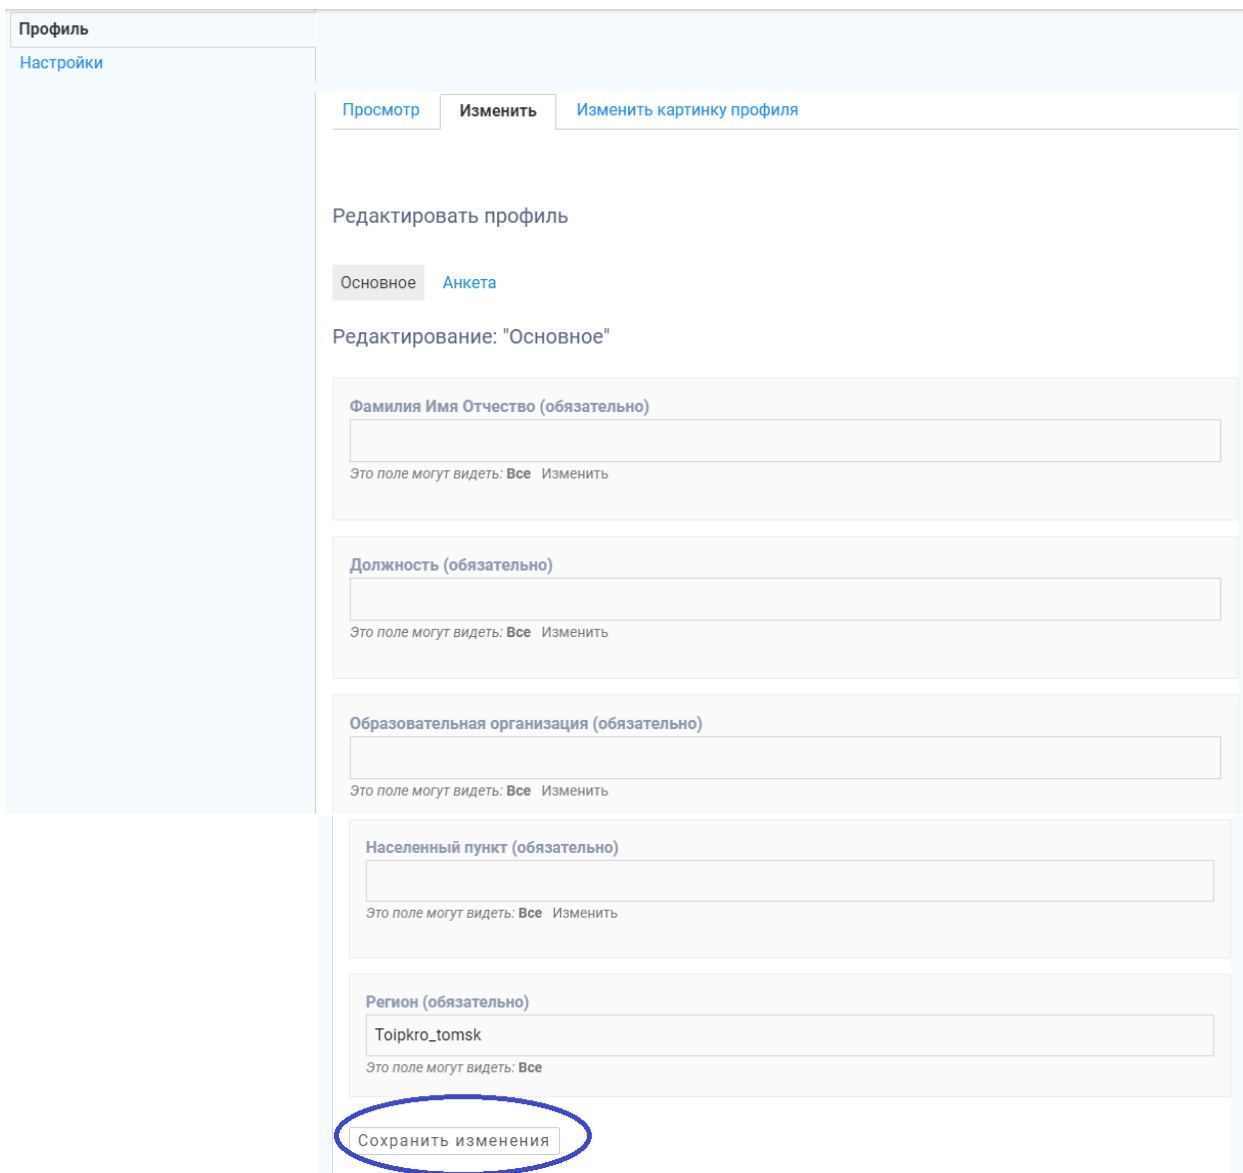 Профиль
Настройки
Просмотр Изменить Изменить картинку профиля
Редактировать профиль
Основное Анкета
Редактирование: "Основное"
Фамилия Имя Отчество (обязательно)
Это поле могут видеть: Все Изменить
Должность (обязательно)
Это поле могут видеть: Все Изменить
Образовательная организация (обязательно)
Это поле могут видеть: Все Изменить
Населенный пункт (обязательно)
Это поле могут видеть: Все Изменить
Регион (обязательно)
Toipkro_tomsk
Это поле могут видеть: Все
Сохранить изменения